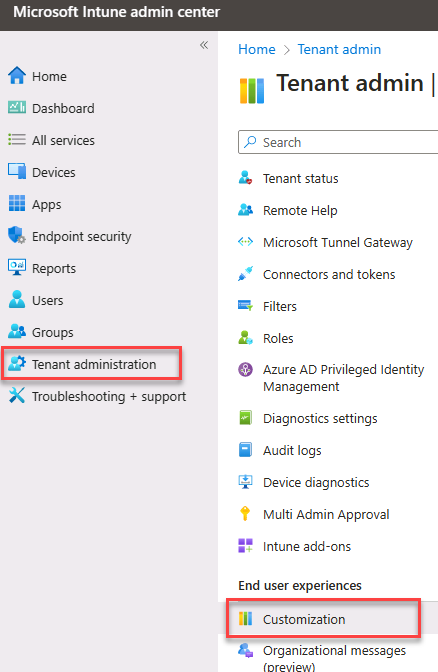 Microsoft Intune admin center
«
Home
Dashboard
All services
Devices
Apps
Endpoint security
Reports
Users
Groups
Tenant administration
Troubleshooting + support
Home > Tenant admin
Tenant admin |
Search
Tenant status
Remote Help
Microsoft Tunnel Gateway
Connectors and tokens
Filters
Roles
Azure AD Privileged Identity
Management
Diagnostics settings
Audit logs
Device diagnostics
Multi Admin Approval
Intune add-ons
End user experiences
Customization
Organizational messages
(preview)